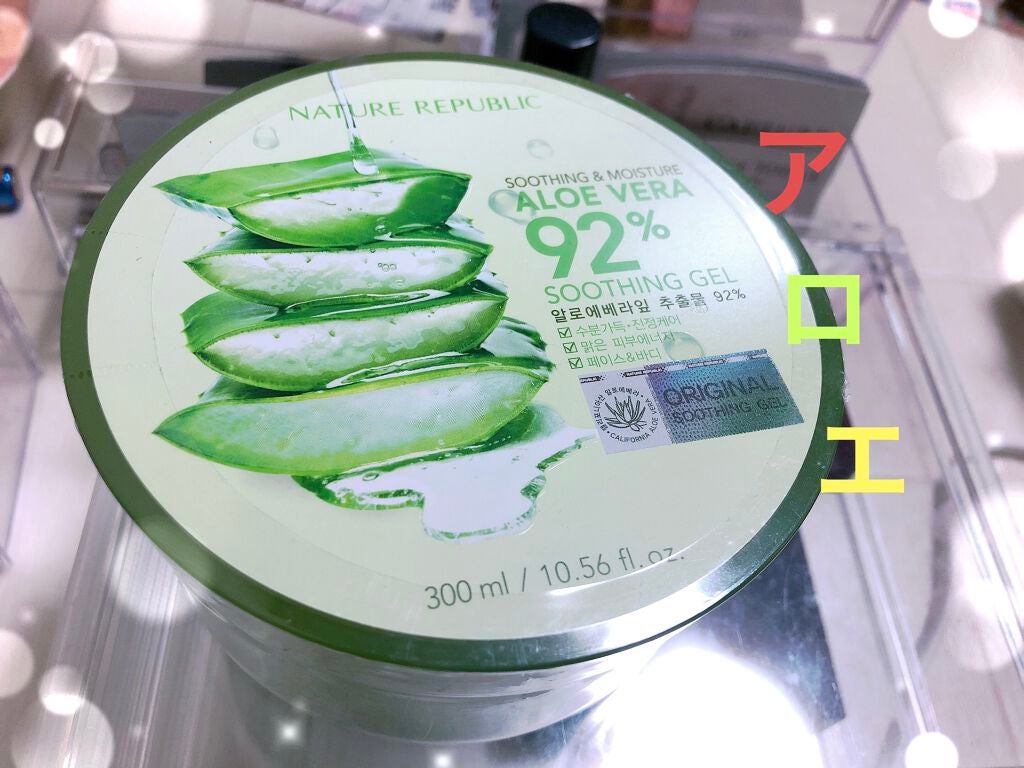 NATURE REPUBLIC
SOOTHING & MOISTURE
ALOE VERA
92%
SOOTHING GEL
알로에베라잎 추출물 92%
수분가득·진정케어
맑은 피부에너지
페이스&바디
ORIGINAL
SOOTHING GEL
CALIFORNIA ALOE VERA
300 ml / 10.56 fl. oz.
ア
ロ
エ